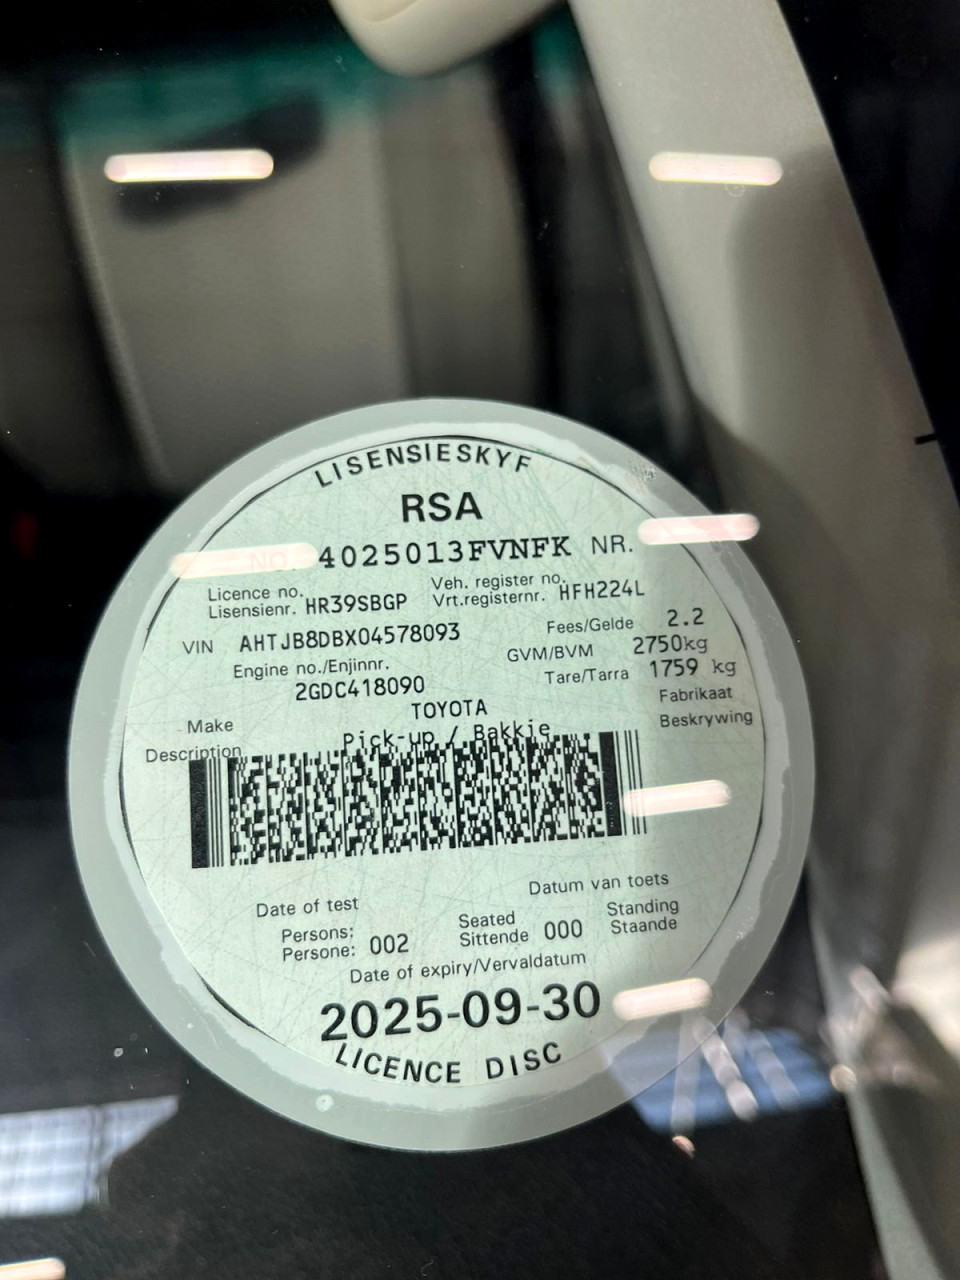 LISENSIESKYF
RSA
NO. 4025013FVNFK NR.
Licence no. Veh. register no.
Lisensienr. HR39SBGP Vrt.registernr. HFH224L
VIN AHTJB8DBX04578093 Fees/Gelde 2.2
Engine no./Enjinnr. GVM/BVM 2750kg
2GDC418090 Tare/Tarra 1759 kg
Make TOYOTA Fabrikaat
Description Pick-up / Bakkie Beskrywing
Date of test Datum van toets
Persons: Seated Standing
Persone: 002 Sittende 000 Staande
Date of expiry/Vervaldatum
2025-09-30
LICENCE DISC